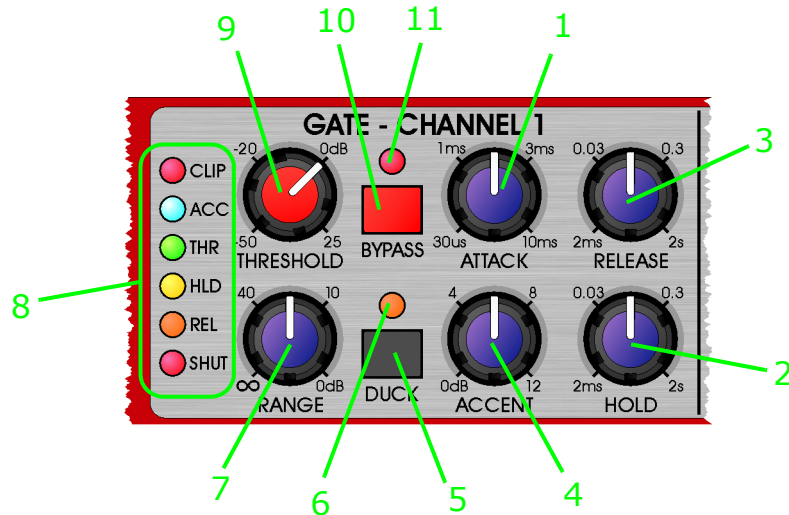 10 11
9 1
GATE - CHANNEL 1
-20 0dB 1ms 3ms 0.03 0.3
3
CLIP
ACC
THR
-50 25 BYPASS 30us 10ms 2ms 2s
THRESHOLD ATTACK RELEASE
8
HLD
40 10 4 8 0.03 0.3
REL
SHUT
2
∞ 0dB DUCK 0dB 12 2ms 2s
RANGE ACCENT HOLD
7 6 5 4